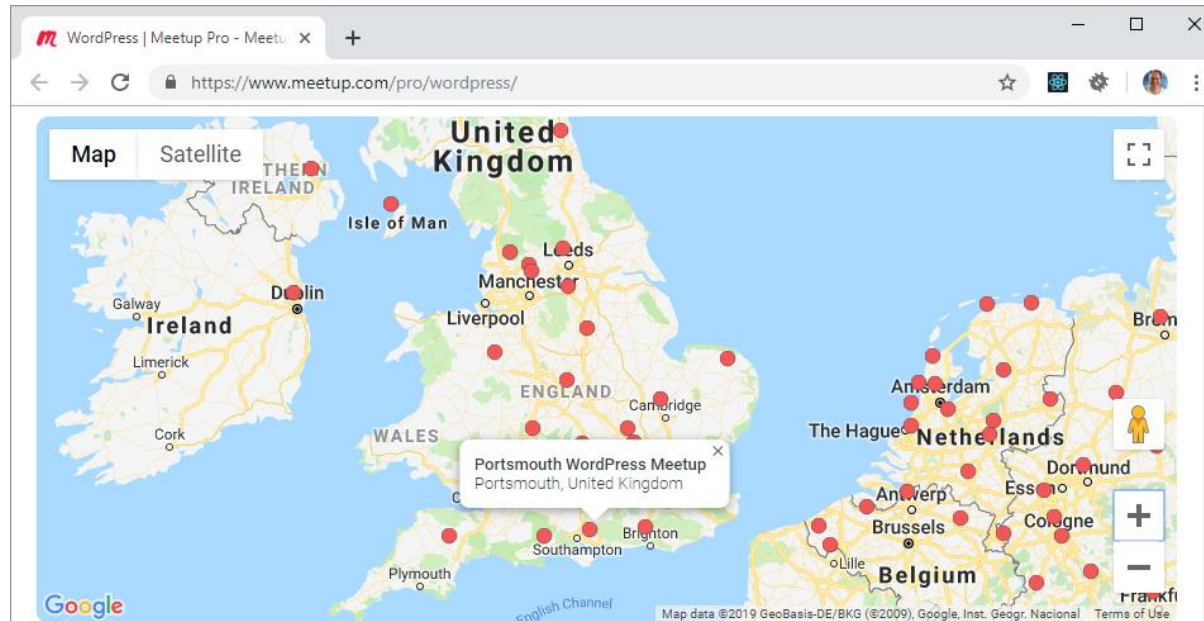 WordPress | Meetup Pro - Meetu
https://www.meetup.com/pro/wordpress/
Map
Satellite
United
Kingdom
IRELAND
Isle of Man
Leeds
Manchester
Dublin
Galway
Ireland
Liverpool
Brem
Limerick
ENGLAND
Amsterdam
Cambridge
Cork
WALES
The Hague
Netherlands
Portsmouth WordPress Meetup
Portsmouth, United Kingdom
Dortmund
Essen
Antwerp
Brussels
Cologne
Brighton
Southampton
Lille
Plymouth
Belgium
Google
English Channel
Frankfu
Map data ©2019 GeoBasis-DE/BKG (©2009), Google, Inst. Geogr. Nacional
Terms of Use